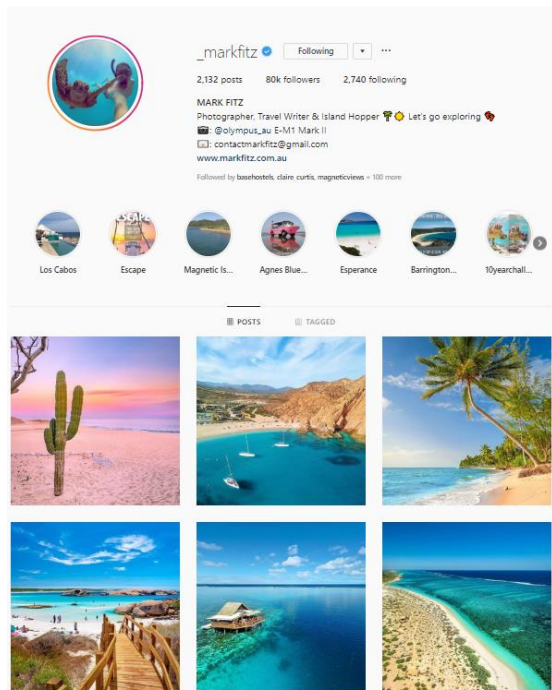 _markfitz Following
2,132 posts 80k followers 2,740 following
MARK FITZ
Photographer, Travel Writer & Island Hopper 🌴☀️ Let's go exploring
📷: @olympus_au E-M1 Mark II
📧: contactmarkfitz@gmail.com
www.markfitz.com.au
Followed by basehostels, claire curtis, magneticviews + 100 more
ESCAPE
Los Cabos Escape Magnetic Is... Agnes Blue... Esperance Barrington... 10yearchall...
POSTS TAGGED